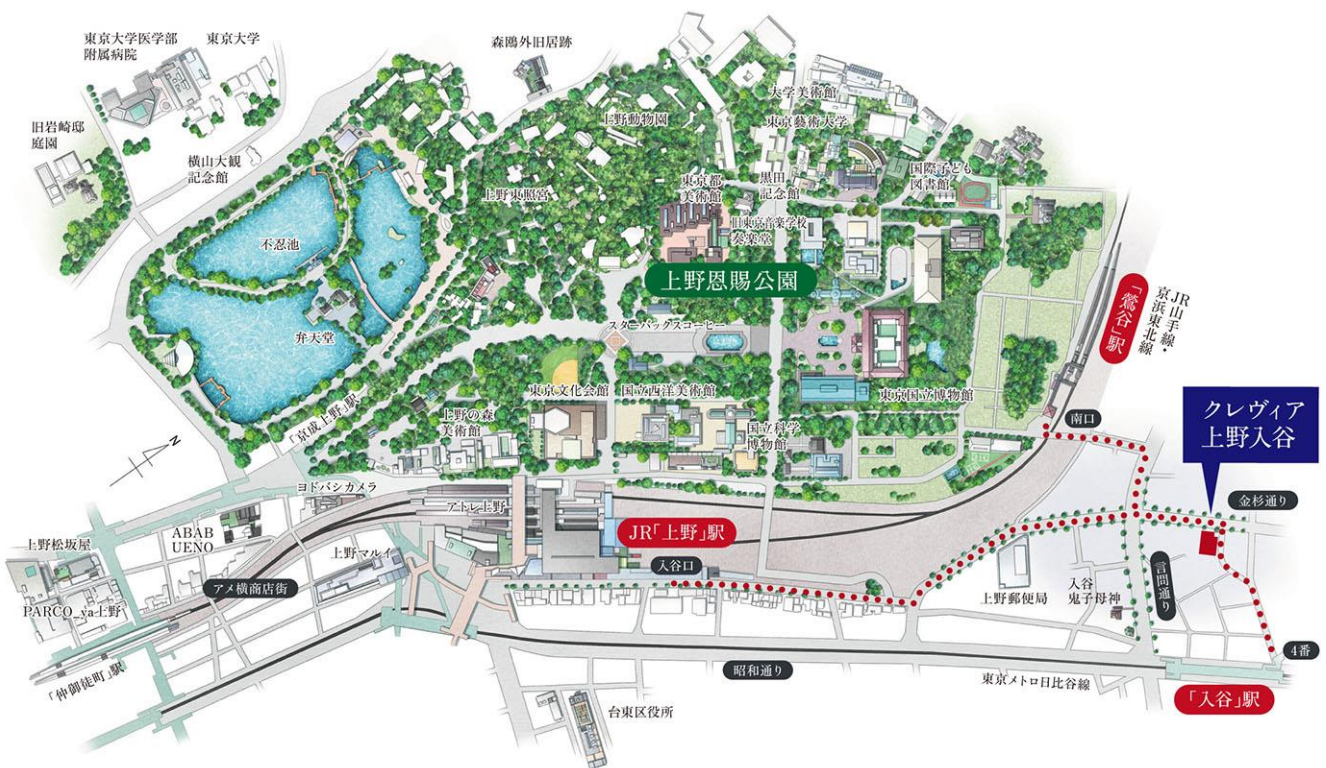 東京大学医学部
附属病院
東京大学
森鴎外旧居跡
旧岩崎邸
庭園
横山大観
記念館
不忍池
弁天堂
上野動物園
上野東照宮
大学美術館
東京藝術大学
東京都
美術館
黒田
記念館
国際子ども
図書館
旧東京音楽学校
奏楽堂
上野恩賜公園
スターバックスコーヒー
東京文化会館
国立西洋美術館
国立科学
博物館
東京国立博物館
上野の森
美術館
「京成上野」駅
JR山手線・
京浜東北線
「鶯谷」駅
南口
クレヴィア
上野入谷
金杉通り
N
ヨドバシカメラ
アトレ上野
ABAB
UENO
上野松坂屋
上野マルイ
JR「上野」駅
入谷口
アメ横商店街
PARCO_ya上野
「仲御徒町」駅
上野郵便局
入谷
鬼子母神
言問通り
4番
昭和通り
東京メトロ日比谷線
「入谷」駅
台東区役所